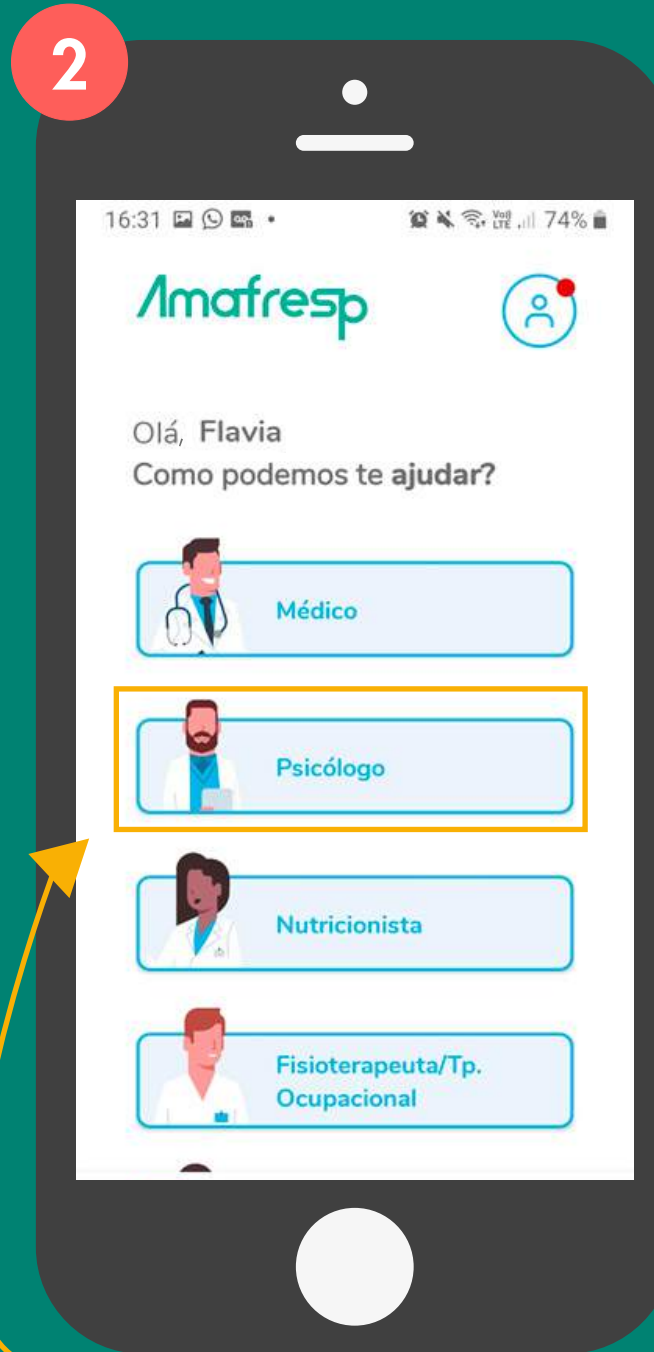 2
16:31 74%
Amafresp
Olá, Flavia
Como podemos te ajudar?
Médico
Psicólogo
Nutricionista
Fisioterapeuta/Tp.
Ocupacional